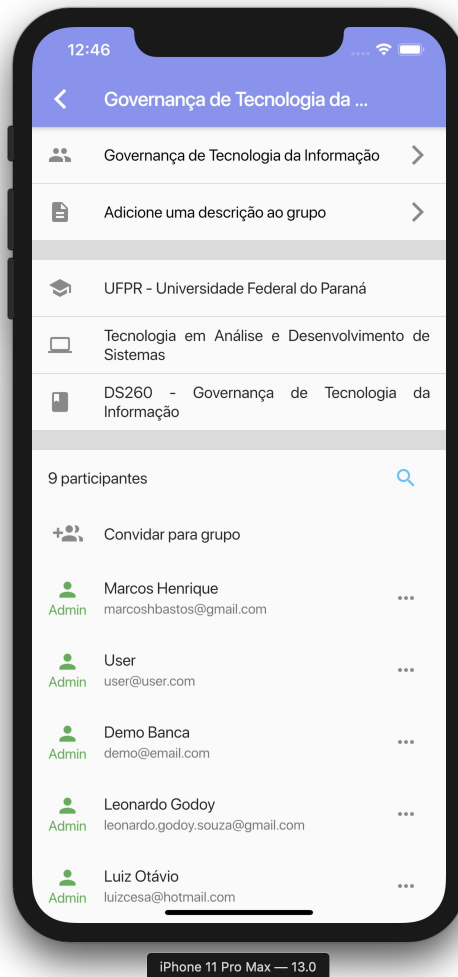 12:46
Governança de Tecnologia da ...
Governança de Tecnologia da Informação
Adicione uma descrição ao grupo
UFPR - Universidade Federal do Paraná
Tecnologia em Análise e Desenvolvimento de
Sistemas
DS260 - Governança de Tecnologia da
Informação
9 participantes
Convidar para grupo
Marcos Henrique
Admin marcoshbastos@gmail.com
User
Admin user@user.com
Demo Banca
Admin demo@email.com
Leonardo Godoy
Admin leonardo.godoy.souza@gmail.com
Luiz Otávio
Admin luizcesa@hotmail.com
iPhone 11 Pro Max — 13.0